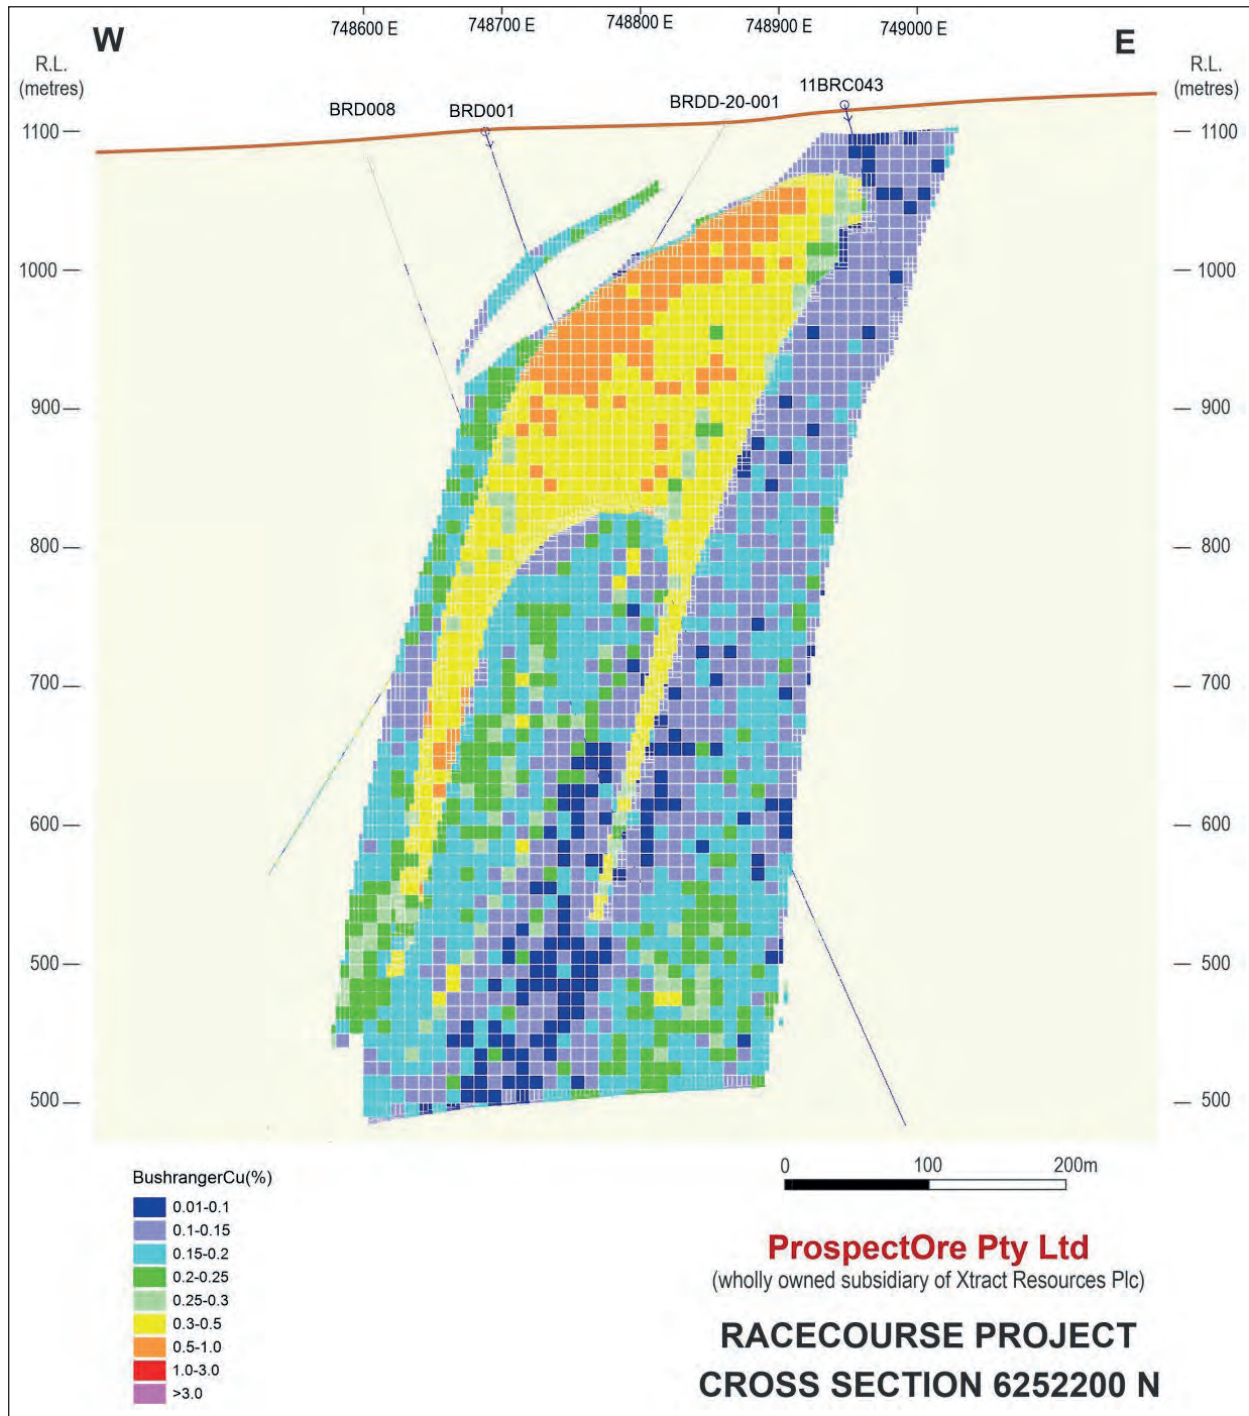 748600 E 748700 E 748800 E 748900 E 749000 E
W E
R.L. R.L.
(metres) (metres)
BRD008 BRD001 BRDD-20-001 11BRC043
1100 1100
1000 1000
900 900
800 800
700 700
600 600
500 500
500 500
BushrangerCu(%)
0.01-0.1
0.1-0.15
0.15-0.2
0.2-0.25
0.25-0.3
0.3-0.5
0.5-1.0
1.0-3.0
>3.0
0 100 200m
ProspectOre Pty Ltd
(wholly owned subsidiary of Xtract Resources Plc)
RACECOURSE PROJECT
CROSS SECTION 6252200 N